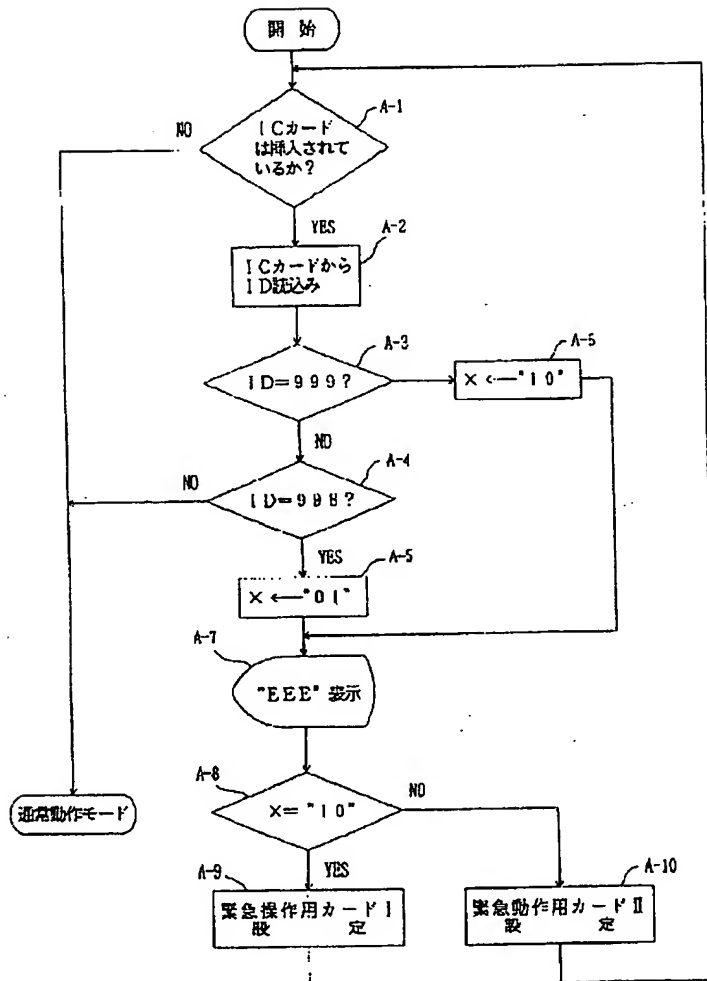 開始
A-1
ICカード
は挿入されて
いるか?
NO
YES
A-2
ICカードから
ID読込み
A-3
ID=999?
A-5
× ← "10"
NO
A-4
NO
ID=998?
YES
A-5
× ← "01"
A-7
"EEE" 表示
A-8
×= "10"
NO
通常動作モード
A-9
YES
A-10
緊急操作用カードI
設 定
緊急動作用カードII
設 定